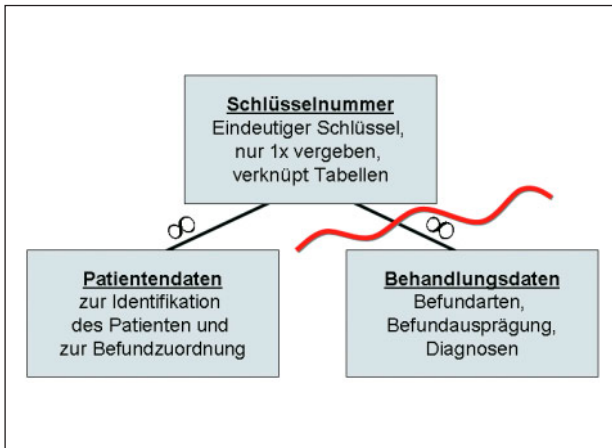 Schlüsselnummer
Eindeutiger Schlüssel,
nur 1x vergeben,
verknüpt Tabellen
∞
∞
Patientendaten
zur Identifikation
des Patienten und
zur Befundzuordnung
Behandlungsdaten
Befundarten,
Befundausprägung,
Diagnosen